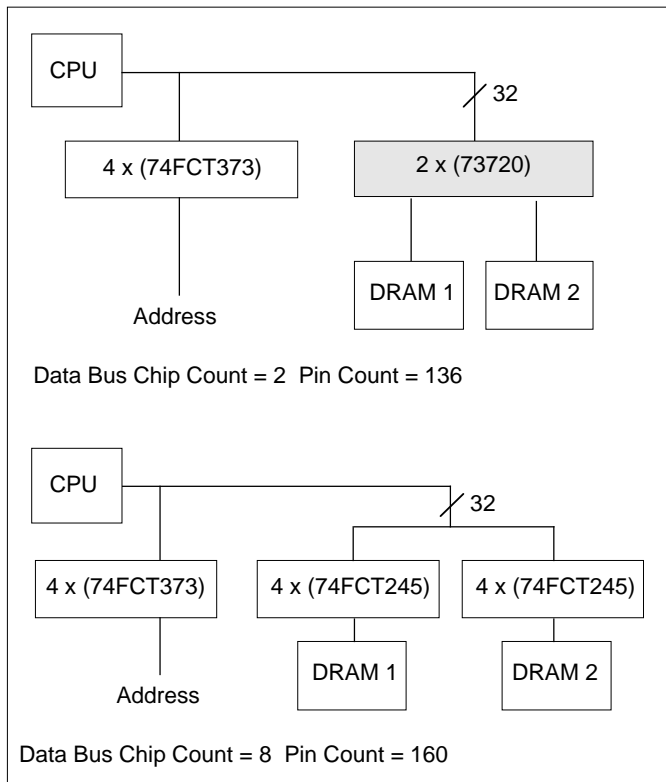 CPU
32
4 x (74FCT373)
2 x (73720)
DRAM 1
DRAM 2
Address
Data Bus Chip Count = 2  Pin Count = 136
CPU
32
4 x (74FCT373)
4 x (74FCT245)
4 x (74FCT245)
DRAM 1
DRAM 2
Address
Data Bus Chip Count = 8  Pin Count = 160